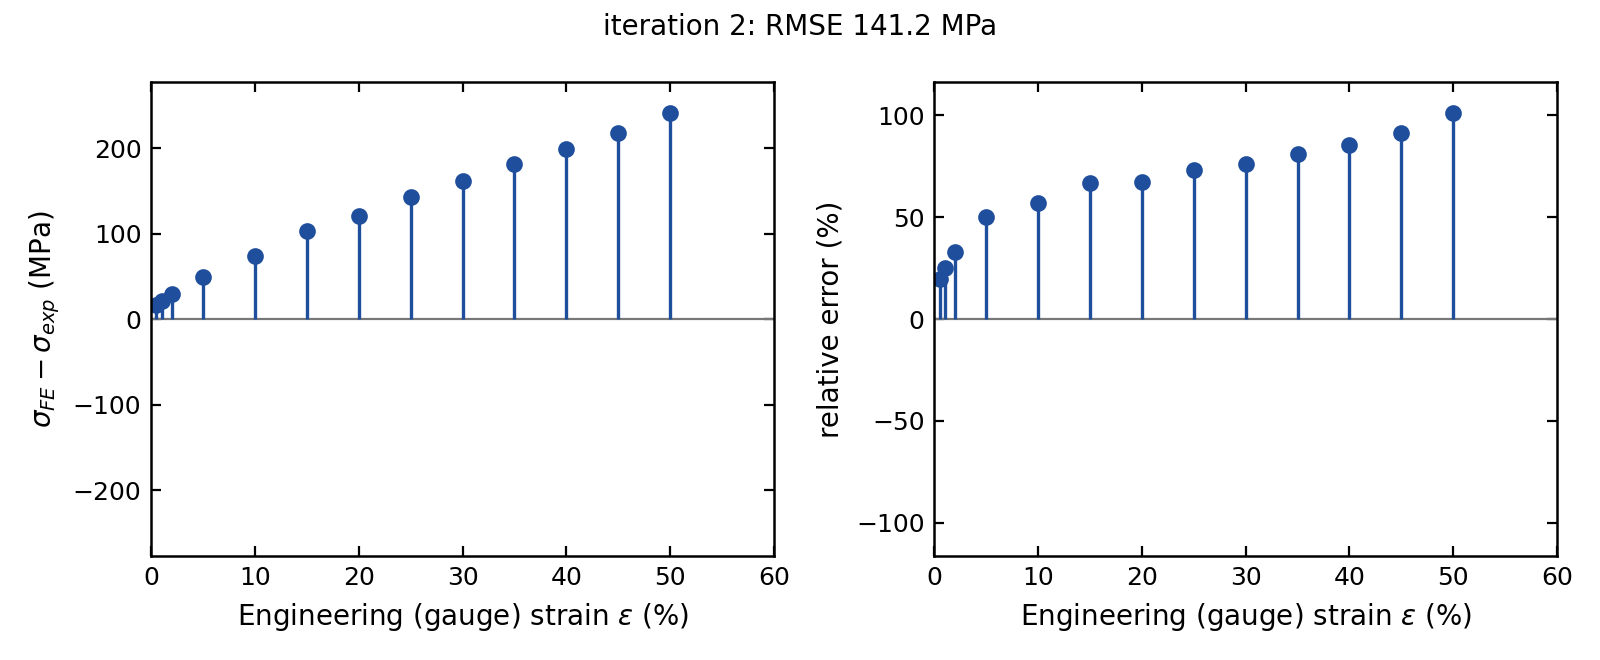 iteration 2: RMSE 141.2 MPa
σ_FE − σ_exp (MPa)
200
100
0
−100
−200
0 10 20 30 40 50 60
Engineering (gauge) strain ε (%)
relative error (%)
100
50
0
−50
−100
0 10 20 30 40 50 60
Engineering (gauge) strain ε (%)